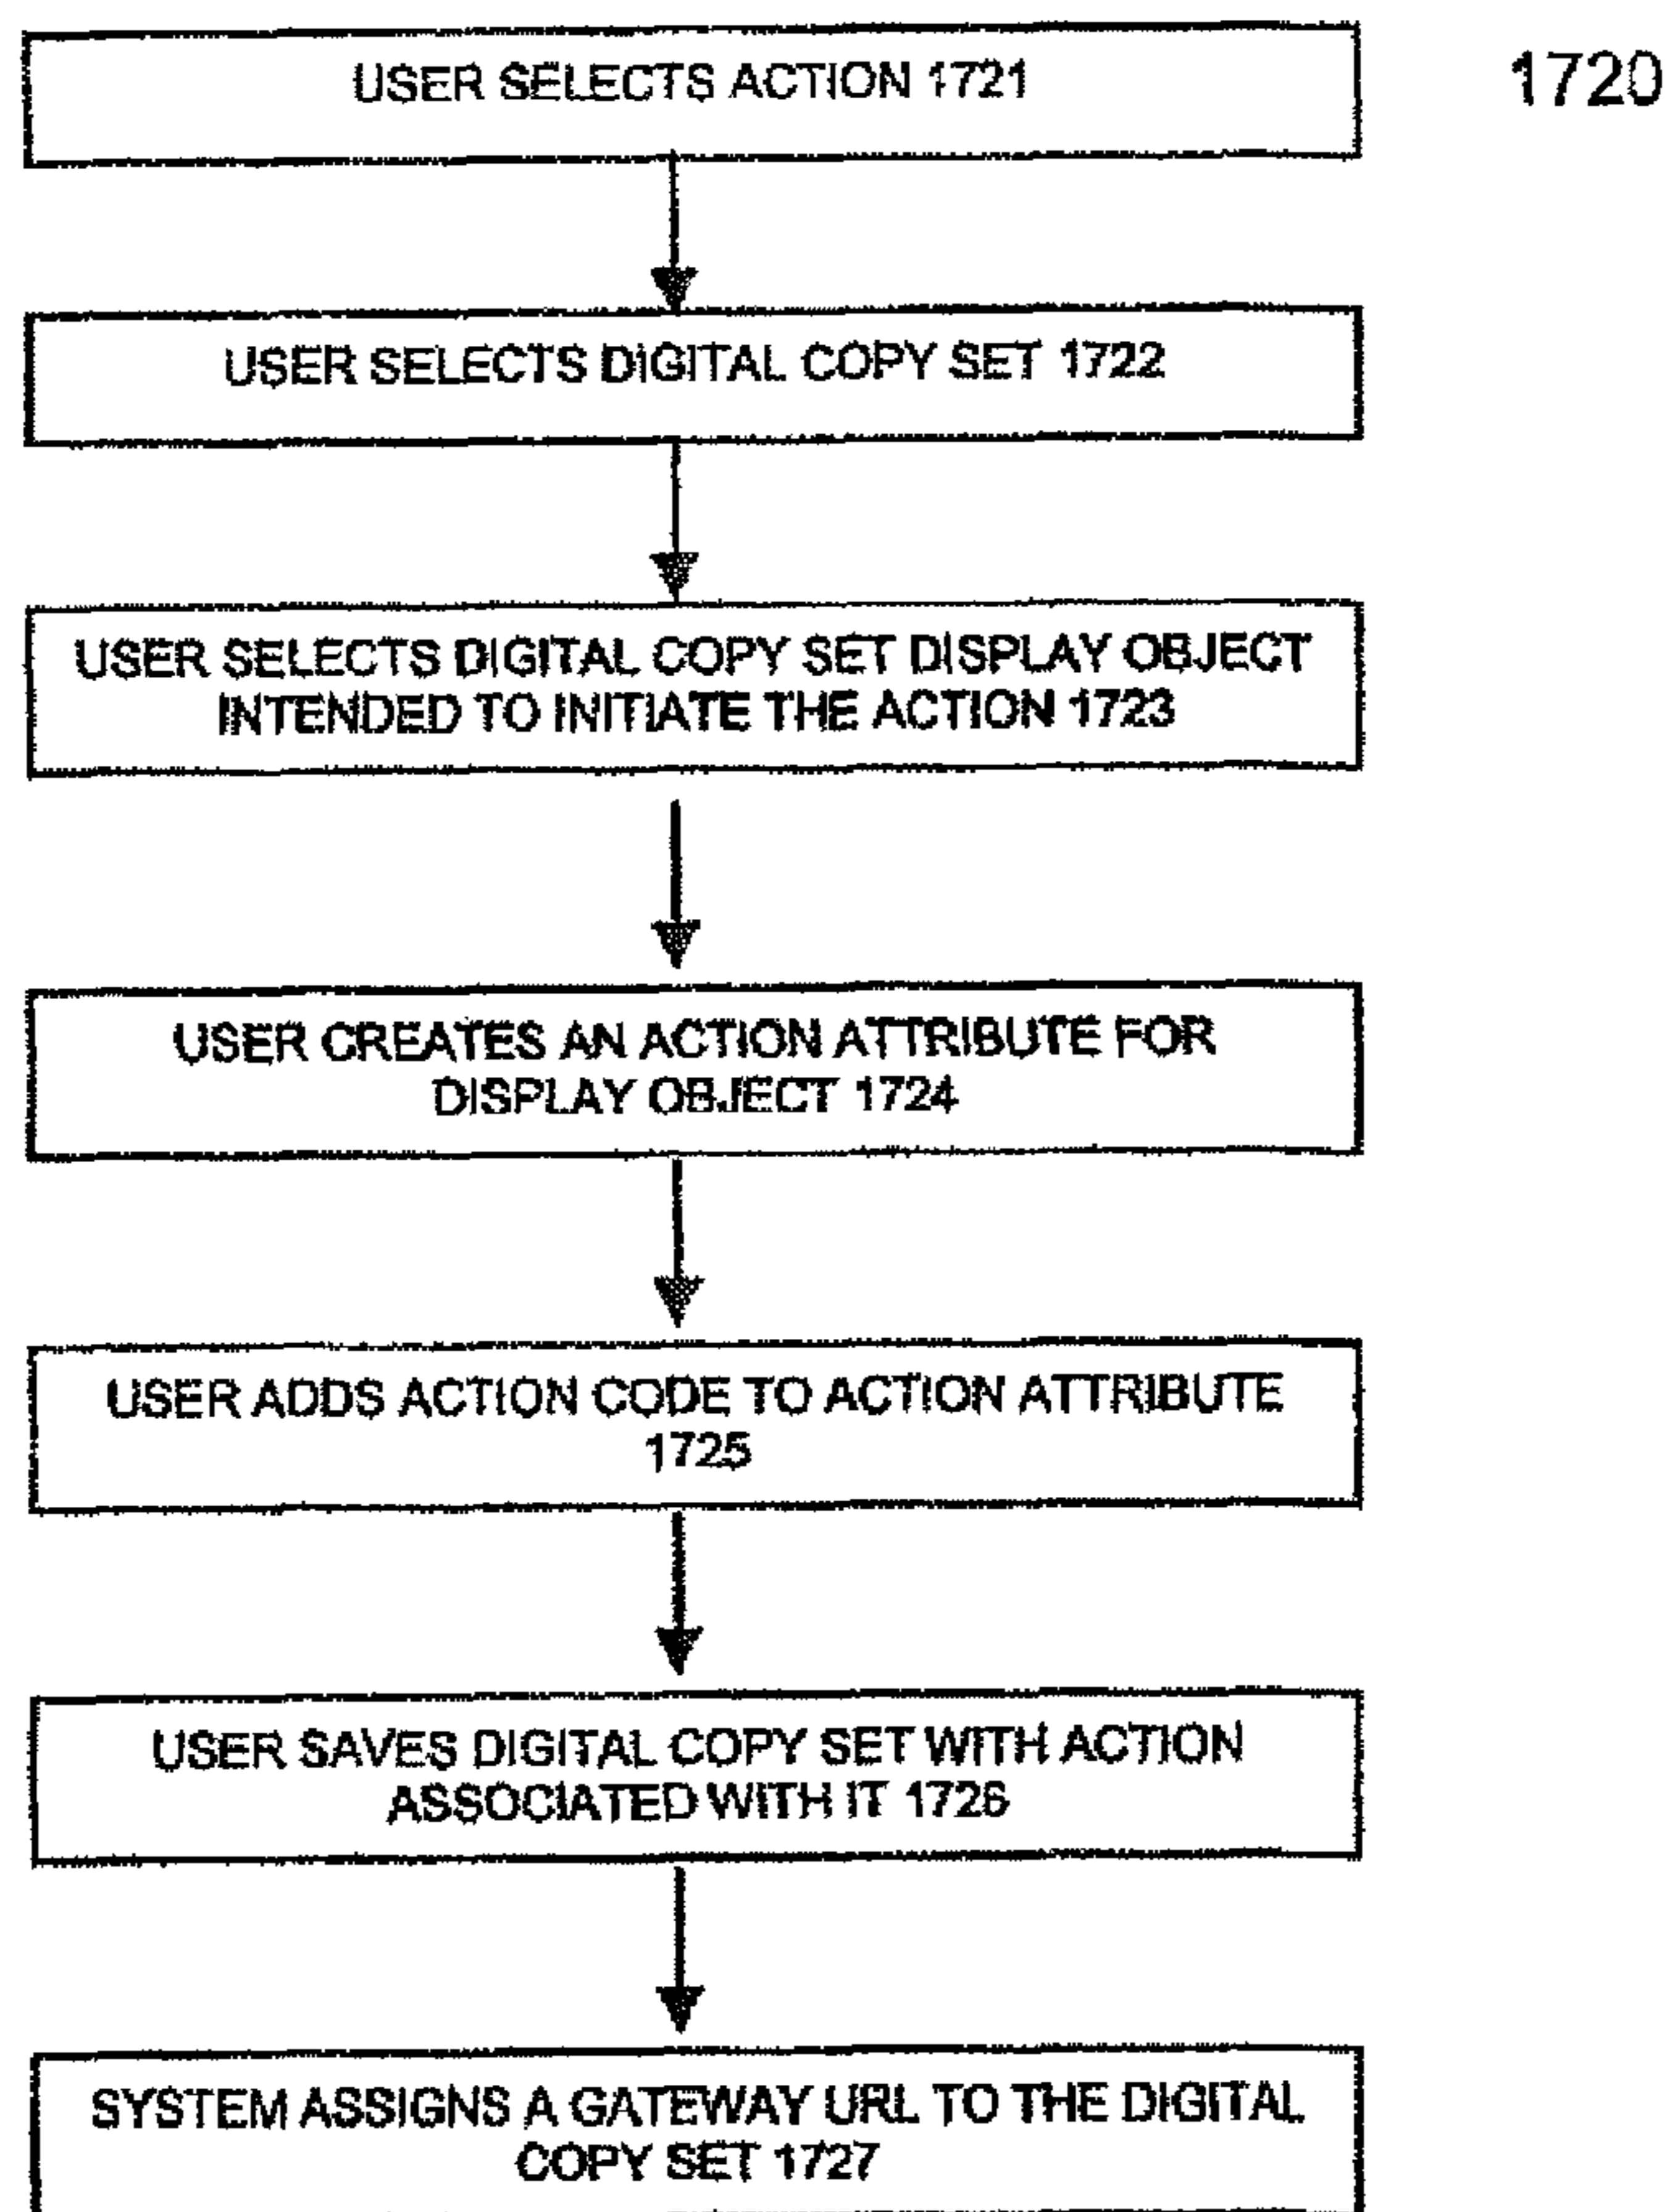 USER SELECTS ACTION 1721
1720
USER SELECTS DIGITAL COPY SET 1722
USER SELECTS DIGITAL COPY SET DISPLAY OBJECT
INTENDED TO INITIATE THE ACTION 1723
USER CREATES AN ACTION ATTRIBUTE FOR
DISPLAY OBJECT 1724
USER ADDS ACTION CODE TO ACTION ATTRIBUTE
1725
USER SAVES DIGITAL COPY SET WITH ACTION
ASSOCIATED WITH IT 1726
SYSTEM ASSIGNS A GATEWAY URL TO THE DIGITAL
COPY SET 1727